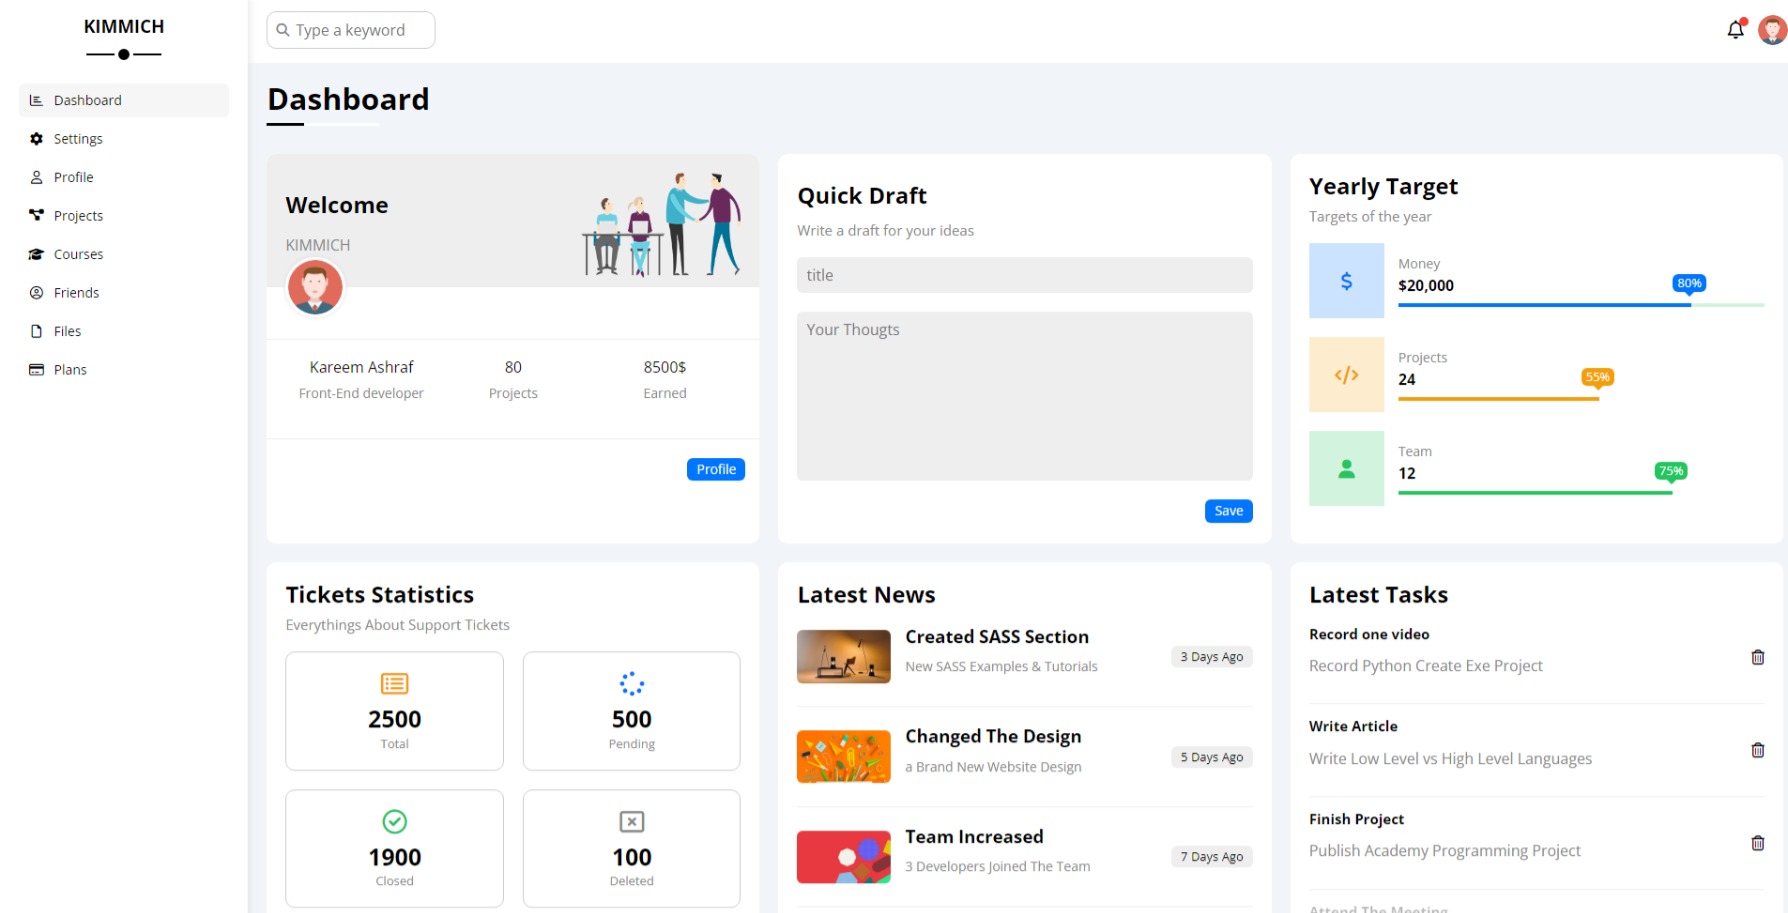 KIMMICH
Dashboard
Settings
Profile
Projects
Courses
Friends
Files
Plans
Type a keyword
Dashboard
Welcome
KIMMICH
Kareem Ashraf
Front-End developer
80
Projects
8500$
Earned
Profile
Quick Draft
Write a draft for your ideas
title
Your Thougts
Save
Yearly Target
Targets of the year
Money
$20,000
80%
Projects
24
55%
Team
12
75%
Tickets Statistics
Everythings About Support Tickets
2500
Total
500
Pending
1900
Closed
100
Deleted
Latest News
Created SASS Section
New SASS Examples & Tutorials
3 Days Ago
Changed The Design
a Brand New Website Design
5 Days Ago
Team Increased
3 Developers Joined The Team
7 Days Ago
Latest Tasks
Record one video
Record Python Create Exe Project
Write Article
Write Low Level vs High Level Languages
Finish Project
Publish Academy Programming Project
Attend The Meeting